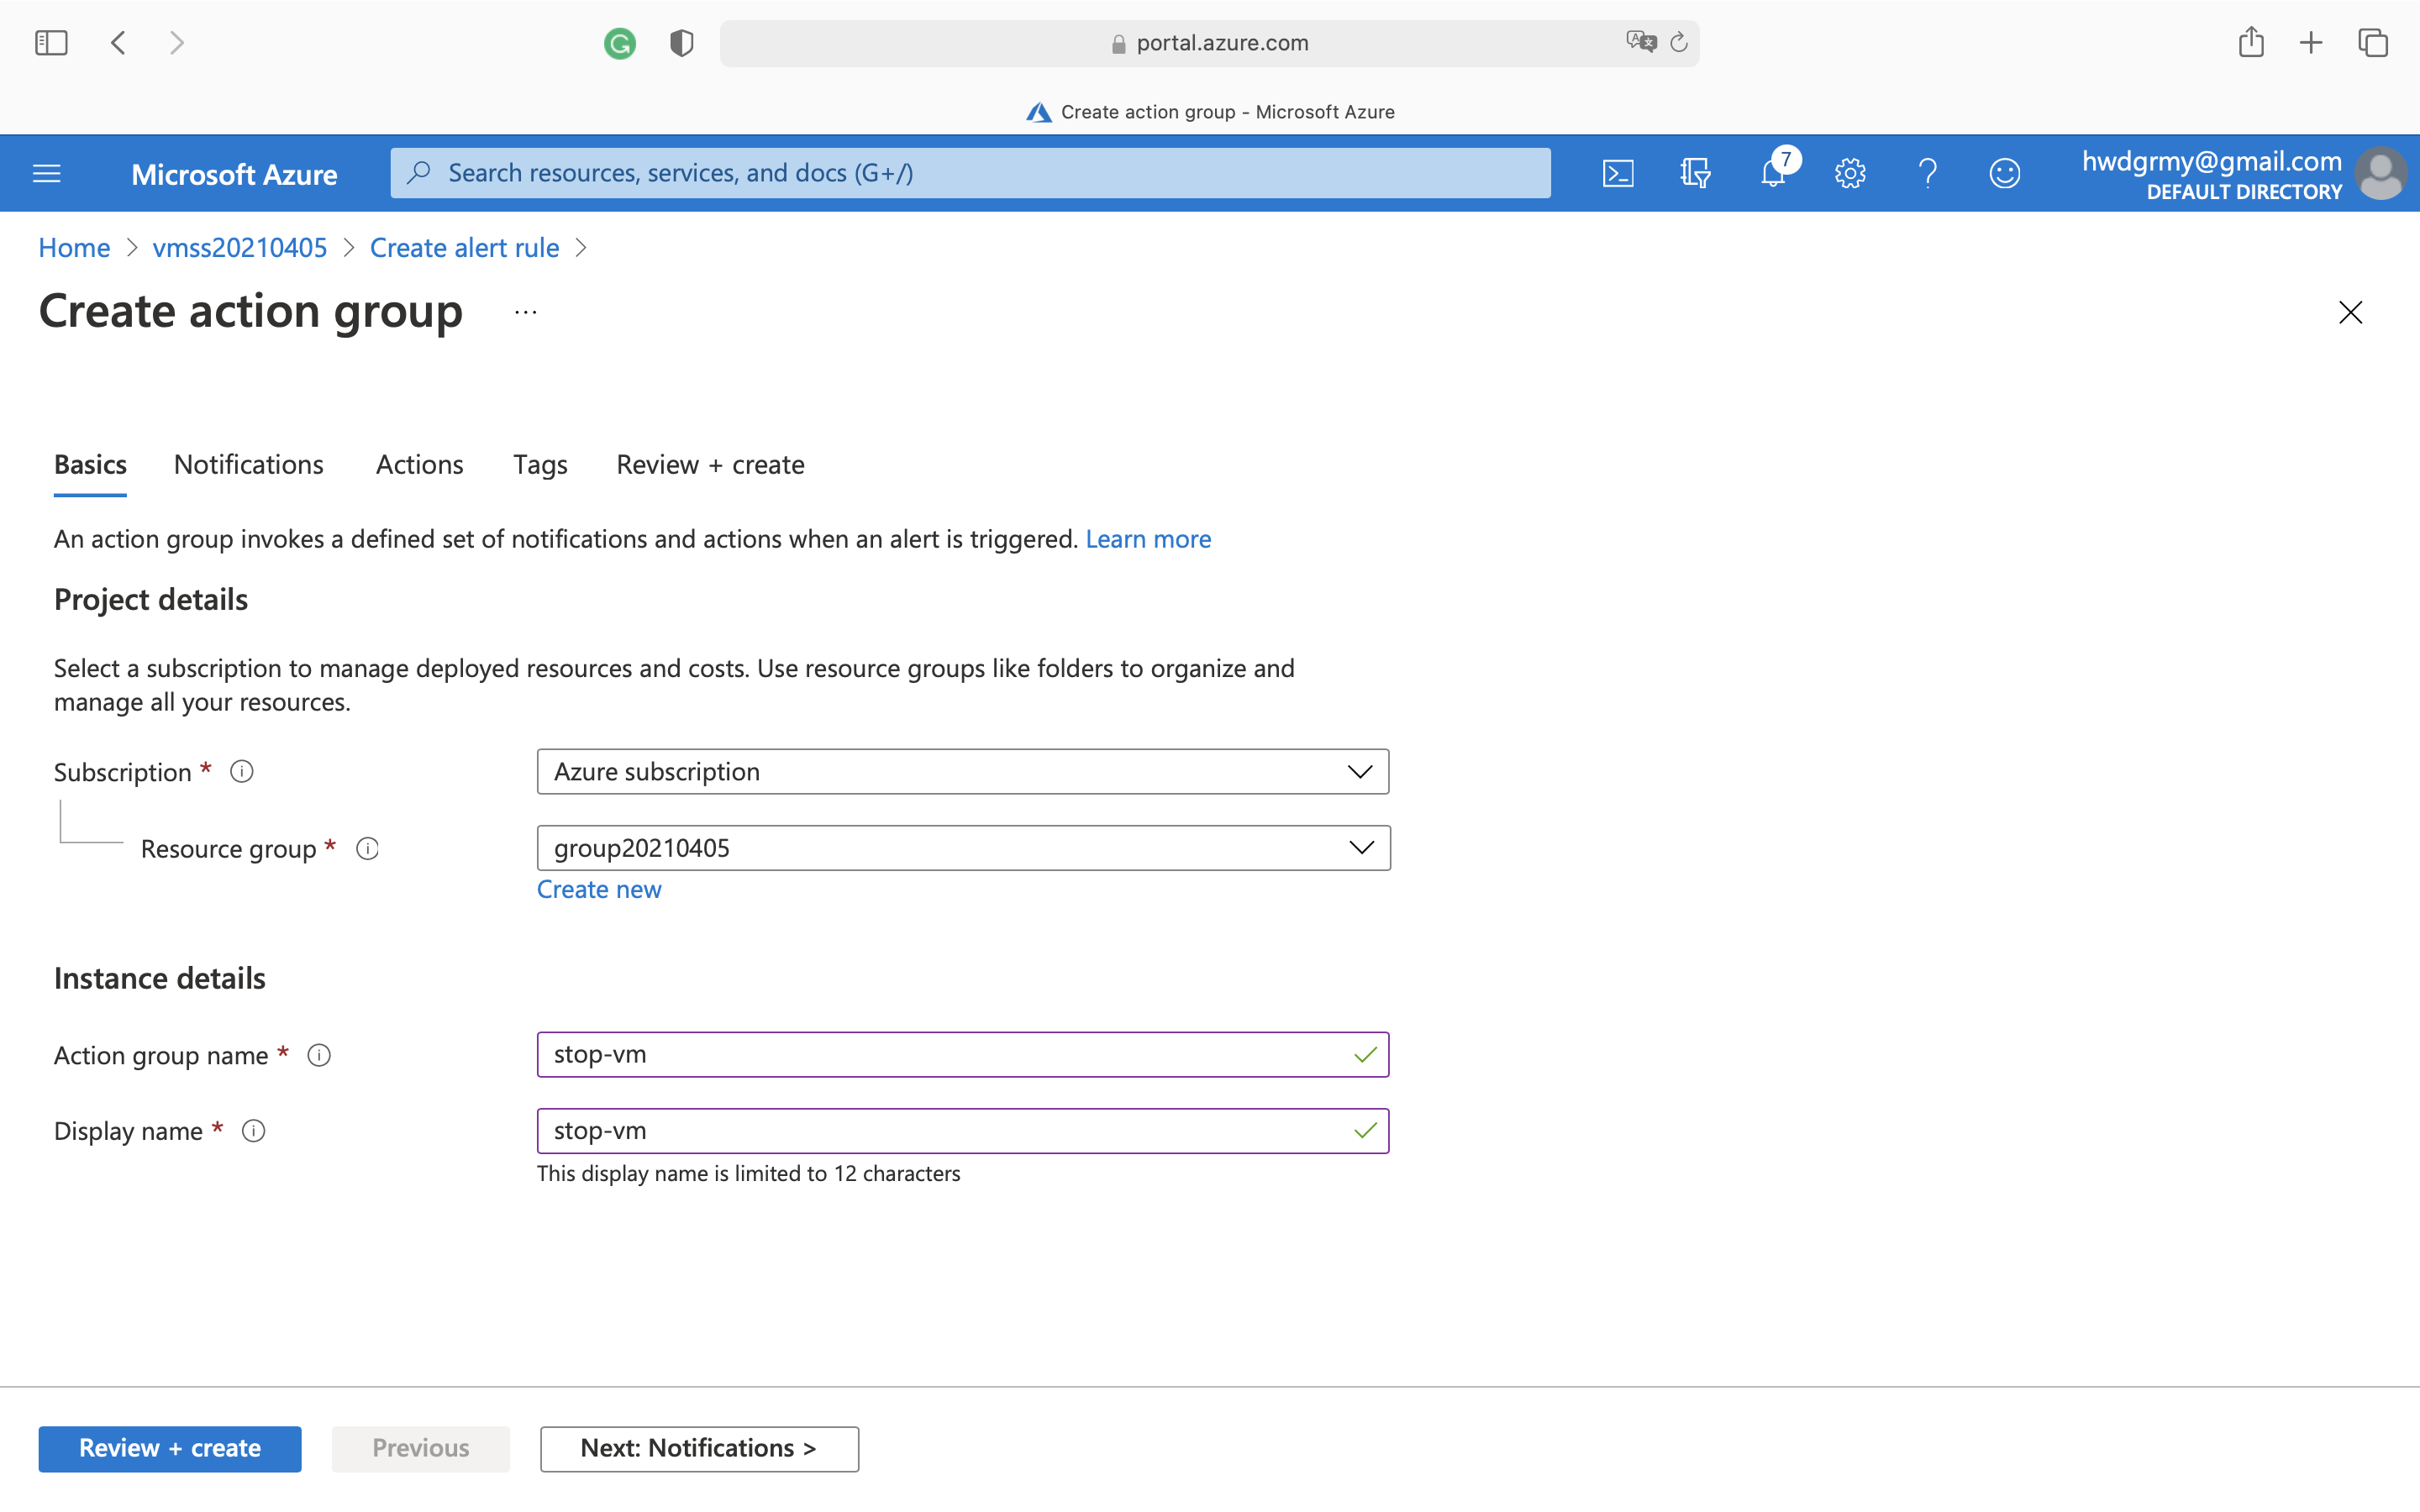 portal.azure.com
Create action group - Microsoft Azure
Microsoft Azure
Search resources, services, and docs (G+/)
7
hwdgrmy@gmail.com
DEFAULT DIRECTORY
Home > vmss20210405 > Create alert rule >
Create action group ...
Basics Notifications Actions Tags Review + create
An action group invokes a defined set of notifications and actions when an alert is triggered. Learn more
Project details
Select a subscription to manage deployed resources and costs. Use resource groups like folders to organize and
manage all your resources.
Subscription *
Azure subscription
Resource group *
group20210405
Create new
Instance details
Action group name *
stop-vm
Display name *
stop-vm
This display name is limited to 12 characters
Review + create
Previous
Next: Notifications >